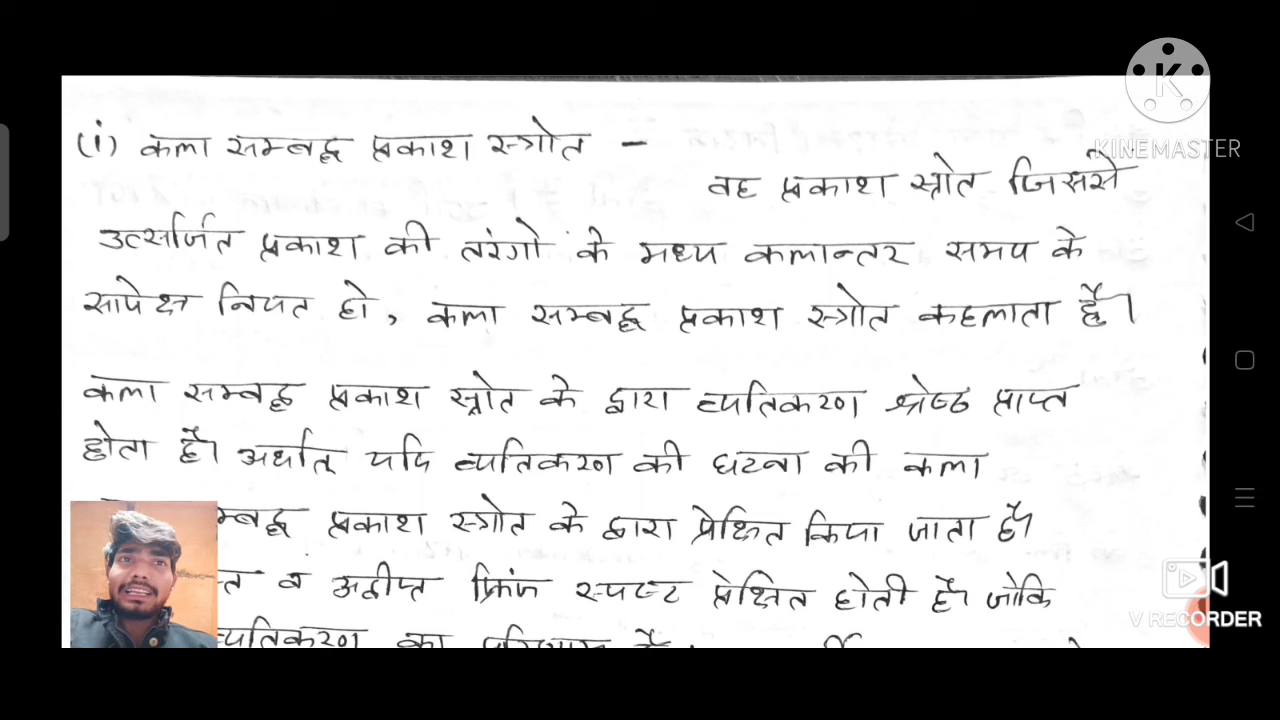 (i) कला सम्बद्ध प्रकाश स्त्रोत -
वह प्रकाश स्रोत जिससे
उत्सर्जित प्रकाश की तरंगो के मध्य कलान्तर समय के
सापेक्ष नियत हो, कला सम्बद्ध प्रकाश स्त्रोत कहलाता है।
कला सम्बद्ध प्रकाश स्रोत के द्वारा व्यतिकरण श्रेष्ठ प्राप्त
होता है। अर्थात् यदि व्यतिकरण की घटना की कला
म्बद्ध प्रकाश स्त्रोत के द्वारा प्रेक्षित किया जाता है।
त व अदीप्त फ्रिंज स्पष्ट प्रेक्षित होती है। जोकि
व्यतिकरण का
KINEMASTER
V RECORDER